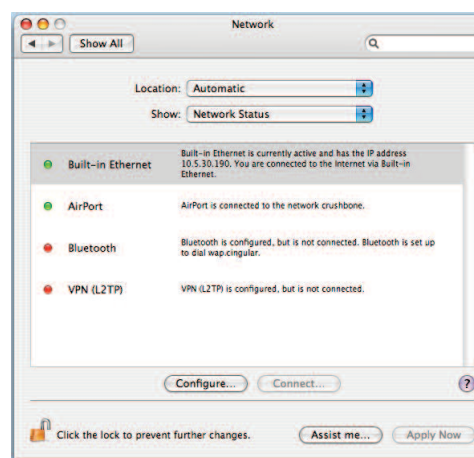 Network
Show All
Location: Automatic
Show: Network Status
Built-in Ethernet
Built-in Ethernet is currently active and has the IP address
10.5.30.190. You are connected to the Internet via Built-in
Ethernet.
AirPort
AirPort is connected to the network crushbone.
Bluetooth
Bluetooth is configured, but is not connected. Bluetooth is set up
to dial wap.cingular.
VPN (L2TP)
VPN (L2TP) is configured, but is not connected.
Configure... Connect... ?
Click the lock to prevent further changes. Assist me... Apply Now